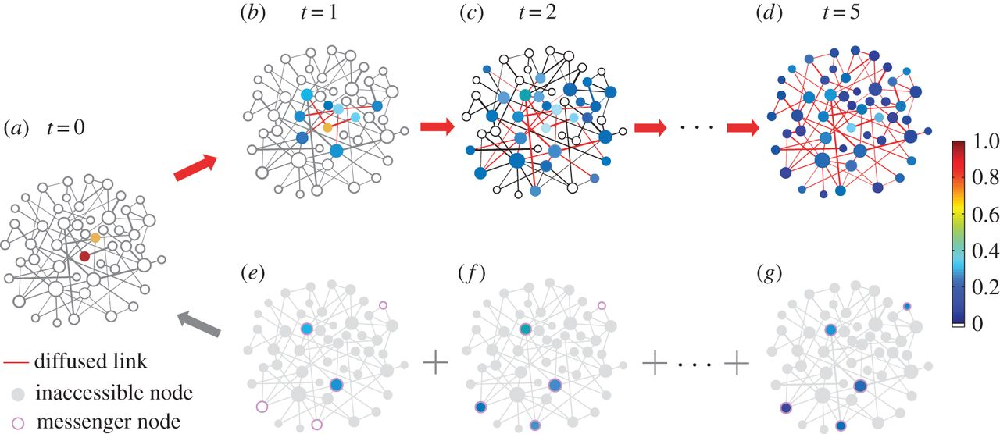 (b) t = 1
(c) t = 2
(d) t = 5
(a) t = 0
. . .
1.0
0.8
0.6
0.4
0.2
0
(e)
(f)
(g)
+ + . . . +
diffused link
inaccessible node
messenger node